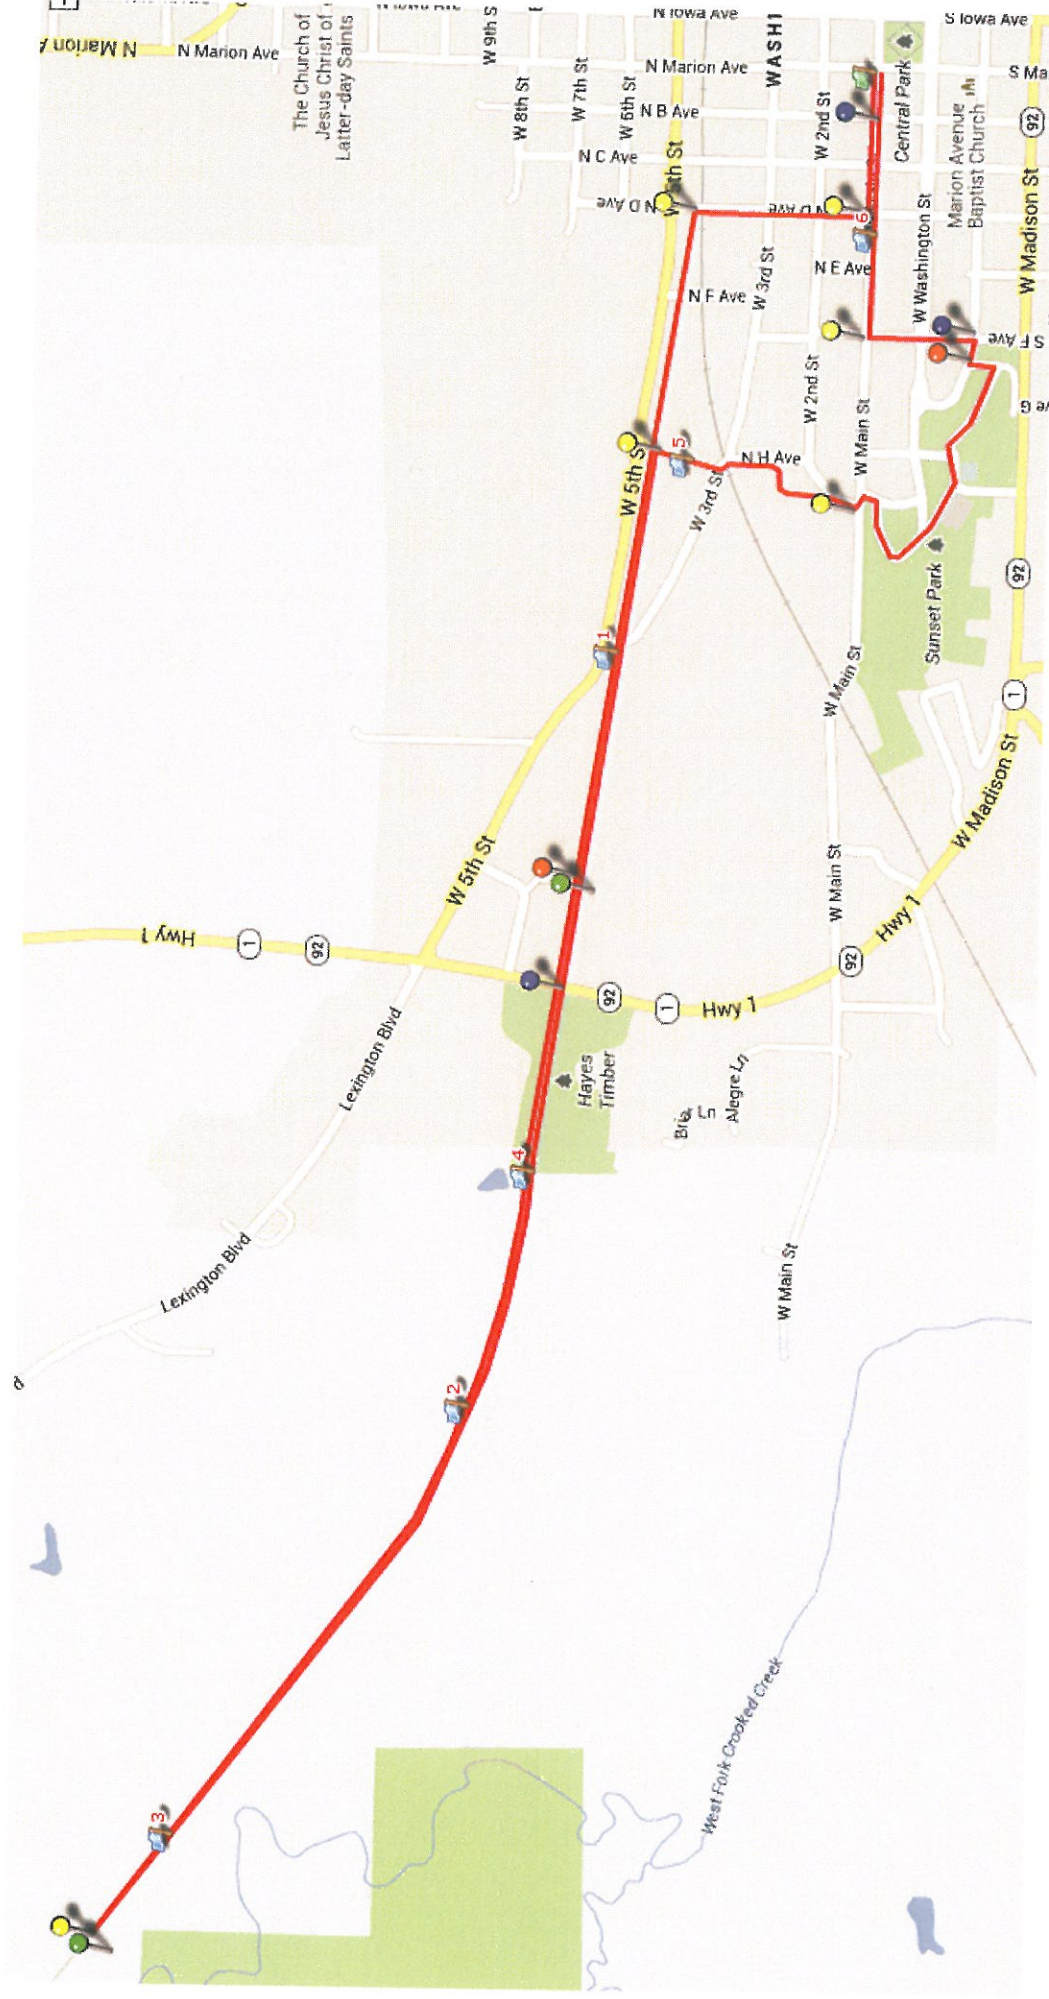 N Iowa Ave
S Iowa Ave
N Marion A
N Marion Ave
The Church of
Jesus Christ of
Latter-day Saints
W 9th S
W 8th St
W 7th St
W 6th St
N Marion Ave
WASHI
S Ma
N B Ave
W 2nd St
Central Park
Marion Avenue
Baptist Church
92
N C Ave
W 5th St
N D Ave
N D Ave
6
W Washington St
W Madison St
N E Ave
W 3rd St
N F Ave
S F Ave
W 2nd St
ve G
W Main St
W 5th St
5
N H Ave
W 3rd St
Sunset Park
92
1
W Main St
1
W Madison St
W 5th St
W Main St
Hwy 1
Hwy 1
1
92
92
92
1
Hwy 1
Lexington Blvd
Hayes
Timber
Ln
Alegre Ln
4
Lexington Blvd
W Main St
d
2
West Fork Crooked Creek
3